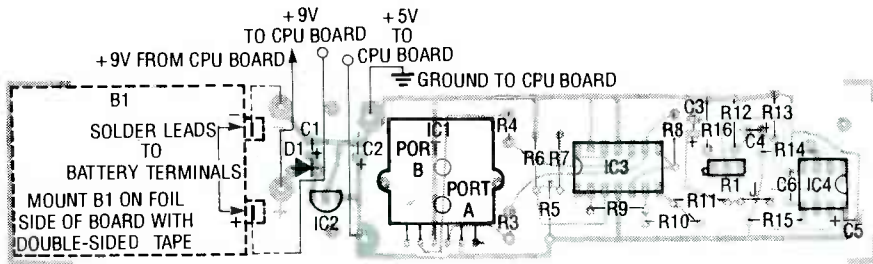 +9V
TO CPU BOARD
+5V
TO
CPU BOARD
+9V FROM CPU BOARD
GROUND TO CPU BOARD
B1
SOLDER LEADS
TO
BATTERY TERMINALS
MOUNT B1 ON FOIL
SIDE OF BOARD WITH
DOUBLE-SIDED TAPE
-
+
C1
+
D1
IC2
C2
+
IC1
PORT
B
PORT
A
R4
R3
R6
R7
R5
IC3
R9
R8
C3
+
R16
R12
C4
+
R13
R14
R1
R11
R10
J
R15
C6
IC4
+
C5